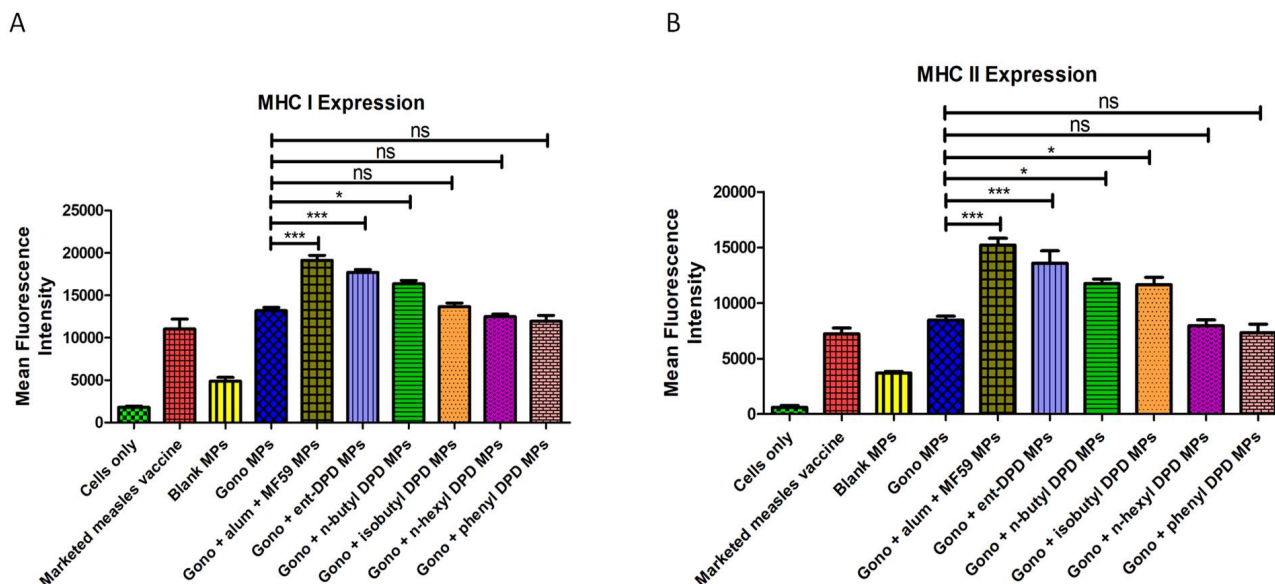 A
MHC I Expression
ns
ns
ns
*
***
***
Mean Fluorescence
Intensity
25000
20000
15000
10000
5000
0
Cells only
Marketed measles vaccine
Blank MPs
Gono MPs
Gono + alum + MF59 MPs
Gono + ent-DPD MPs
Gono + n-butyl DPD MPs
Gono + isobutyl DPD MPs
Gono + n-hexyl DPD MPs
Gono + phenyl DPD MPs
B
MHC II Expression
ns
ns
*
*
***
***
Mean Fluorescence
Intensity
20000
15000
10000
5000
0
Cells only
Marketed measles vaccine
Blank MPs
Gono MPs
Gono + alum + MF59 MPs
Gono + ent-DPD MPs
Gono + n-butyl DPD MPs
Gono + isobutyl DPD MPs
Gono + n-hexyl DPD MPs
Gono + phenyl DPD MPs